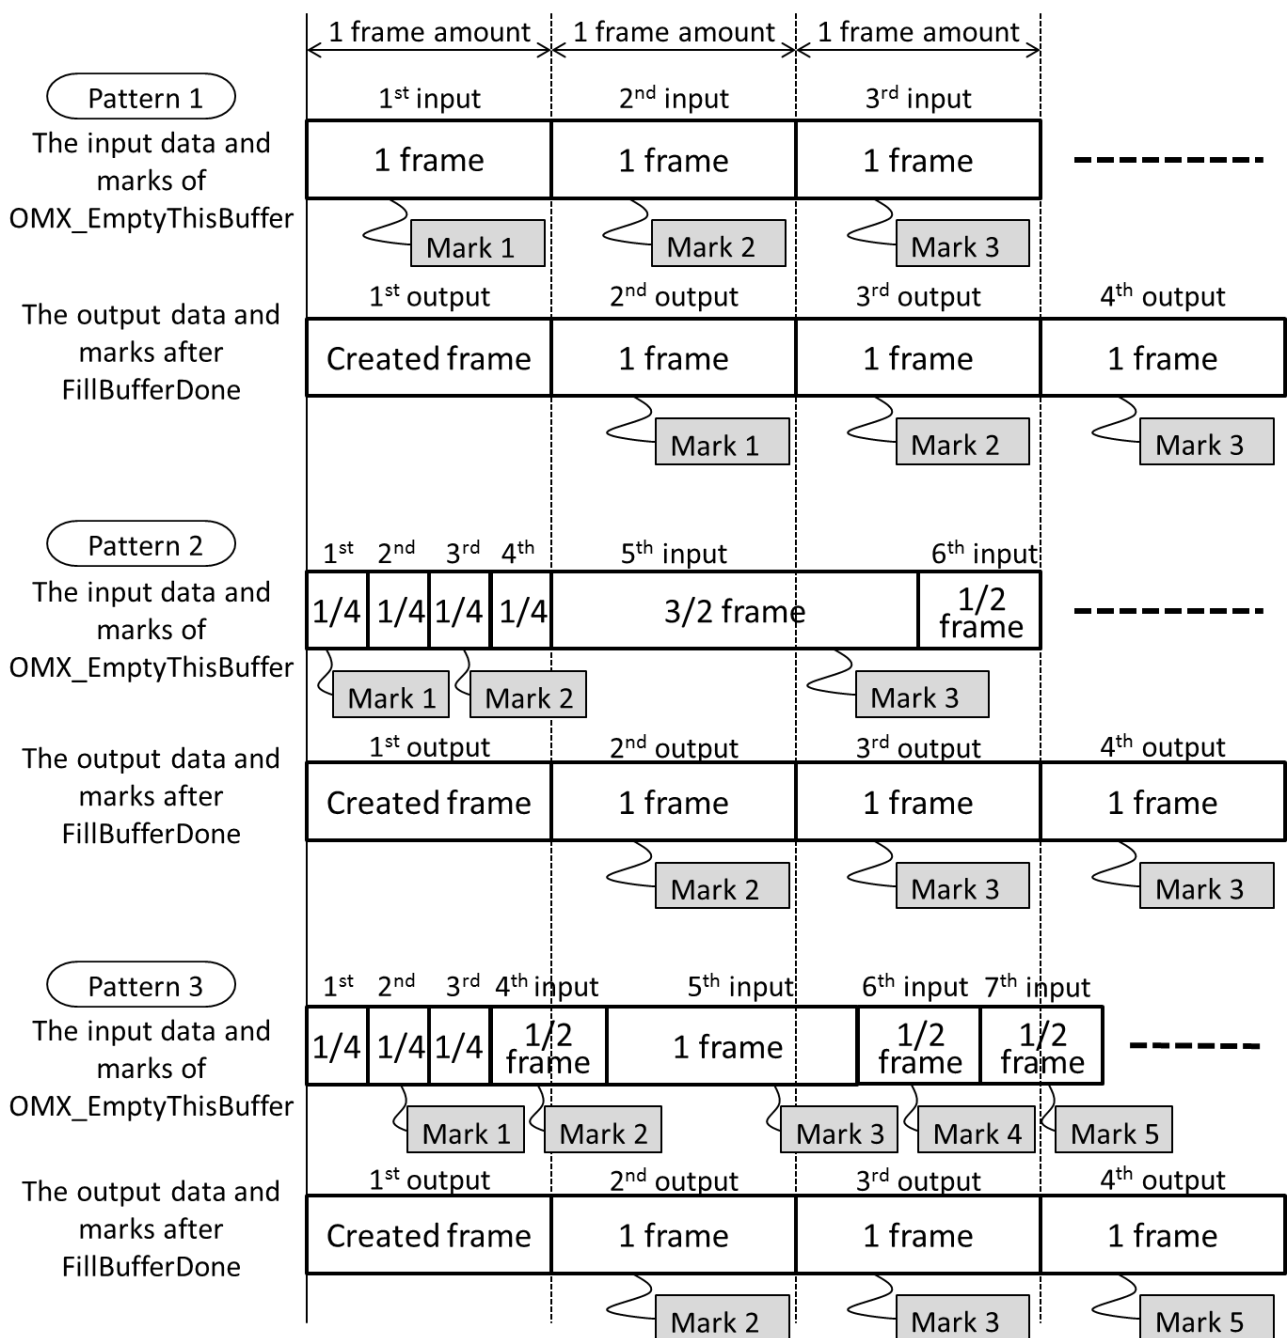 1 frame amount 1 frame amount 1 frame amount
Pattern 1
1st input 2nd input 3rd input
The input data and
marks of
OMX_EmptyThisBuffer
1 frame 1 frame 1 frame
Mark 1 Mark 2 Mark 3
1st output 2nd output 3rd output 4th output
The output data and
marks after
FillBufferDone
Created frame 1 frame 1 frame 1 frame
Mark 1 Mark 2 Mark 3
Pattern 2
1st 2nd 3rd 4th 5th input 6th input
The input data and
marks of
OMX_EmptyThisBuffer
1/4 1/4 1/4 1/4 3/2 frame 1/2
frame
Mark 1 Mark 2 Mark 3
1st output 2nd output 3rd output 4th output
The output data and
marks after
FillBufferDone
Created frame 1 frame 1 frame 1 frame
Mark 2 Mark 3 Mark 3
Pattern 3
1st 2nd 3rd 4th input 5th input 6th input 7th input
The input data and
marks of
OMX_EmptyThisBuffer
1/4 1/4 1/4 1/2 1 frame 1/2 1/2
frame frame frame
Mark 1 Mark 2 Mark 3 Mark 4 Mark 5
1st output 2nd output 3rd output 4th output
The output data and
marks after
FillBufferDone
Created frame 1 frame 1 frame 1 frame
Mark 2 Mark 3 Mark 5